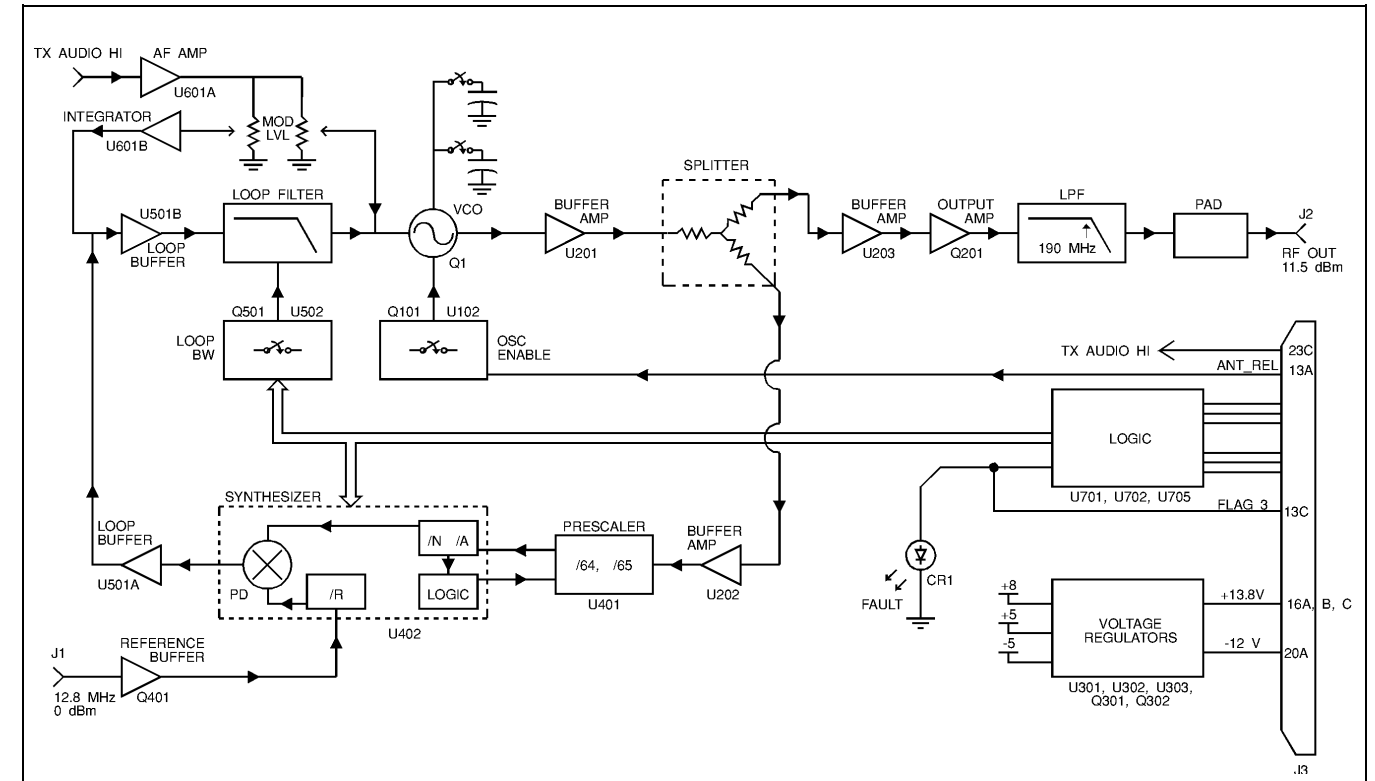 TX AUDIO HI
AF AMP
U601A
INTEGRATOR
U601B
MOD
LVL
U501B
LOOP
BUFFER
LOOP FILTER
VCO
Q1
BUFFER
AMP
U201
SPLITTER
BUFFER
AMP
U203
OUTPUT
AMP
Q201
LPF
190 MHz
PAD
J2
RF OUT
11.5 dBm
Q501 U502
LOOP
BW
Q101 U102
OSC
ENABLE
TX AUDIO HI
23C
ANT_REL
13A
LOGIC
U701, U702, U705
FLAG 3
13C
SYNTHESIZER
LOOP
BUFFER
U501A
PD
/N /A
LOGIC
/R
U402
PRESCALER
/64, /65
U401
BUFFER
AMP
U202
CR1
FAULT
+8
+5
-5
VOLTAGE
REGULATORS
U301, U302, U303,
Q301, Q302
+13.8V
16A, B, C
-12 V
20A
J1
12.8 MHz
0 dBm
REFERENCE
BUFFER
Q401
J3